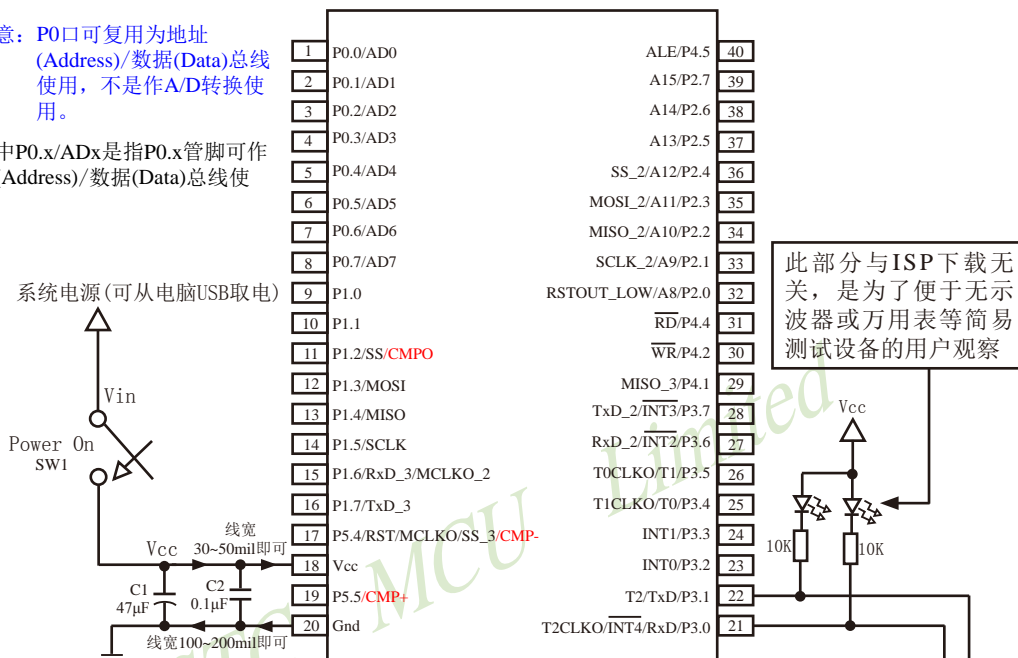 意：P0口可复用为地址
(Address)/数据(Data)总线
使用，不是作A/D转换使
用。
中P0.x/ADx是指P0.x管脚可作
(Address)/数据(Data)总线使
系统电源(可从电脑USB取电)
Vin
Power On
SW1
Vcc
线宽
30~50mil即可
C1
47μF
C2
0.1μF
线宽100~200mil即可
1 P0.0/AD0
2 P0.1/AD1
3 P0.2/AD2
4 P0.3/AD3
5 P0.4/AD4
6 P0.5/AD5
7 P0.6/AD6
8 P0.7/AD7
9 P1.0
10 P1.1
11 P1.2/SS/CMPO
12 P1.3/MOSI
13 P1.4/MISO
14 P1.5/SCLK
15 P1.6/RxD_3/MCLKO_2
16 P1.7/TxD_3
17 P5.4/RST/MCLKO/SS_3/CMP-
18 Vcc
19 P5.5/CMP+
20 Gnd
ALE/P4.5 40
A15/P2.7 39
A14/P2.6 38
A13/P2.5 37
SS_2/A12/P2.4 36
MOSI_2/A11/P2.3 35
MISO_2/A10/P2.2 34
SCLK_2/A9/P2.1 33
RSTOUT_LOW/A8/P2.0 32
RD/P4.4 31
WR/P4.2 30
MISO_3/P4.1 29
TxD_2/INT3/P3.7 28
RxD_2/INT2/P3.6 27
T0CLKO/T1/P3.5 26
T1CLKO/T0/P3.4 25
INT1/P3.3 24
INT0/P3.2 23
T2/TxD/P3.1 22
T2CLKO/INT4/RxD/P3.0 21
此部分与ISP下载无
关，是为了便于无示
波器或万用表等简易
测试设备的用户观察
Vcc
10K
10K
STC MCU Limited